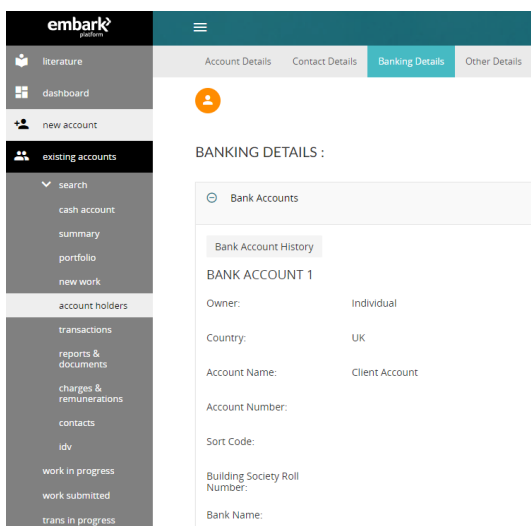 embark
platform
literature
dashboard
new account
existing accounts
search
cash account
summary
portfolio
new work
account holders
transactions
reports &
documents
charges &
remunerations
contacts
idv
work in progress
work submitted
trans in progress
Account Details Contact Details Banking Details Other Details
BANKING DETAILS :
Bank Accounts
Bank Account History
BANK ACCOUNT 1
Owner: Individual
Country: UK
Account Name: Client Account
Account Number:
Sort Code:
Building Society Roll
Number:
Bank Name: